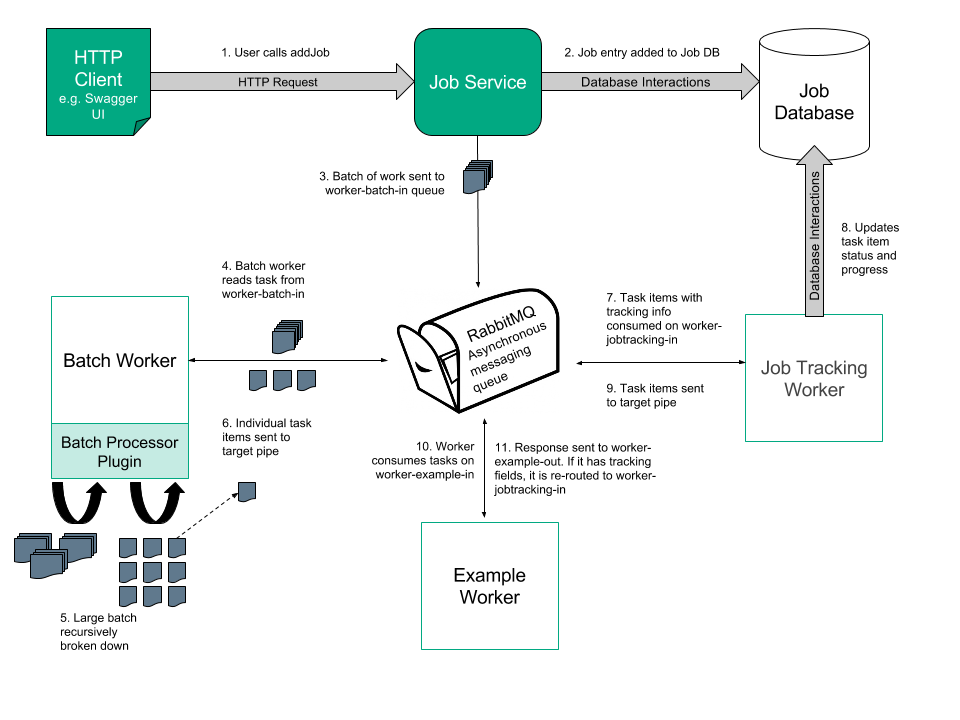 HTTP
Client
e.g. Swagger
UI
1. User calls addJob
HTTP Request
Job Service
2. Job entry added to Job DB
Database Interactions
Job
Database
3. Batch of work sent to
worker-batch-in queue
Database Interactions
8. Updates
task item
status and
progress
4. Batch worker
reads task from
worker-batch-in
Batch Worker
Batch Processor
Plugin
RabbitMQ
Asynchronous
messaging
queue
7. Task items with
tracking info
consumed on worker-
jobtracking-in
9. Task items sent
to target pipe
Job Tracking
Worker
6. Individual task
items sent to
target pipe
10. Worker
consumes tasks on
worker-example-in
11. Response sent to worker-
example-out. If it has tracking
fields, it is re-routed to worker-
jobtracking-in
Example
Worker
5. Large batch
recursively
broken down